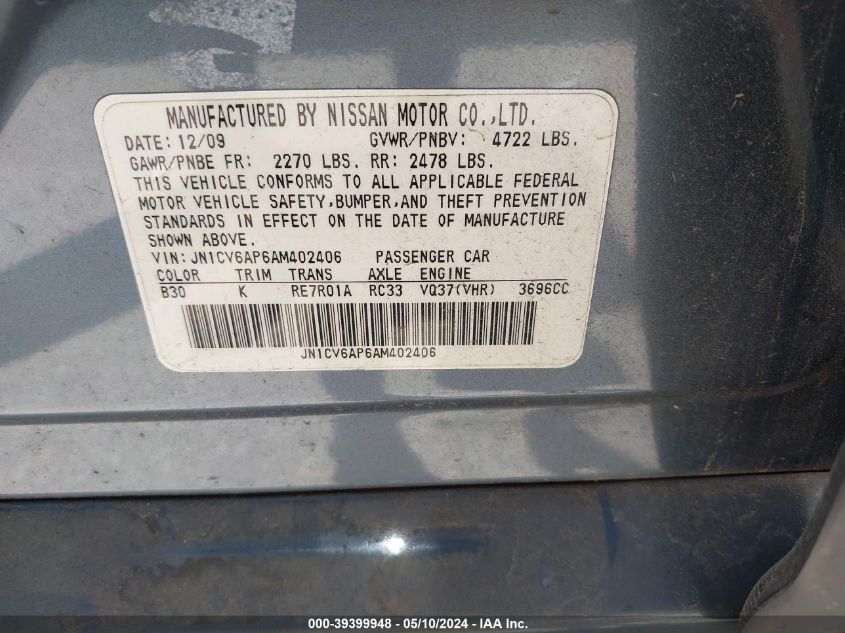 MANUFACTURED BY NISSAN MOTOR CO.,LTD.
DATE: 12/09 GVWR/PNBV: 4722 LBS.
GAWR/PNBE FR: 2270 LBS. RR: 2478 LBS.
THIS VEHICLE CONFORMS TO ALL APPLICABLE FEDERAL
MOTOR VEHICLE SAFETY,BUMPER,AND THEFT PREVENTION
STANDARDS IN EFFECT ON THE DATE OF MANUFACTURE
SHOWN ABOVE.
VIN: JN1CV6AP6AM402406 PASSENGER CAR
COLOR TRIM TRANS AXLE ENGINE
B30 K RE7R01A RC33 VQ37(VHR) 3696CC
JN1CV6AP6AM402406
000-39399948 - 05/10/2024 - IAA Inc.